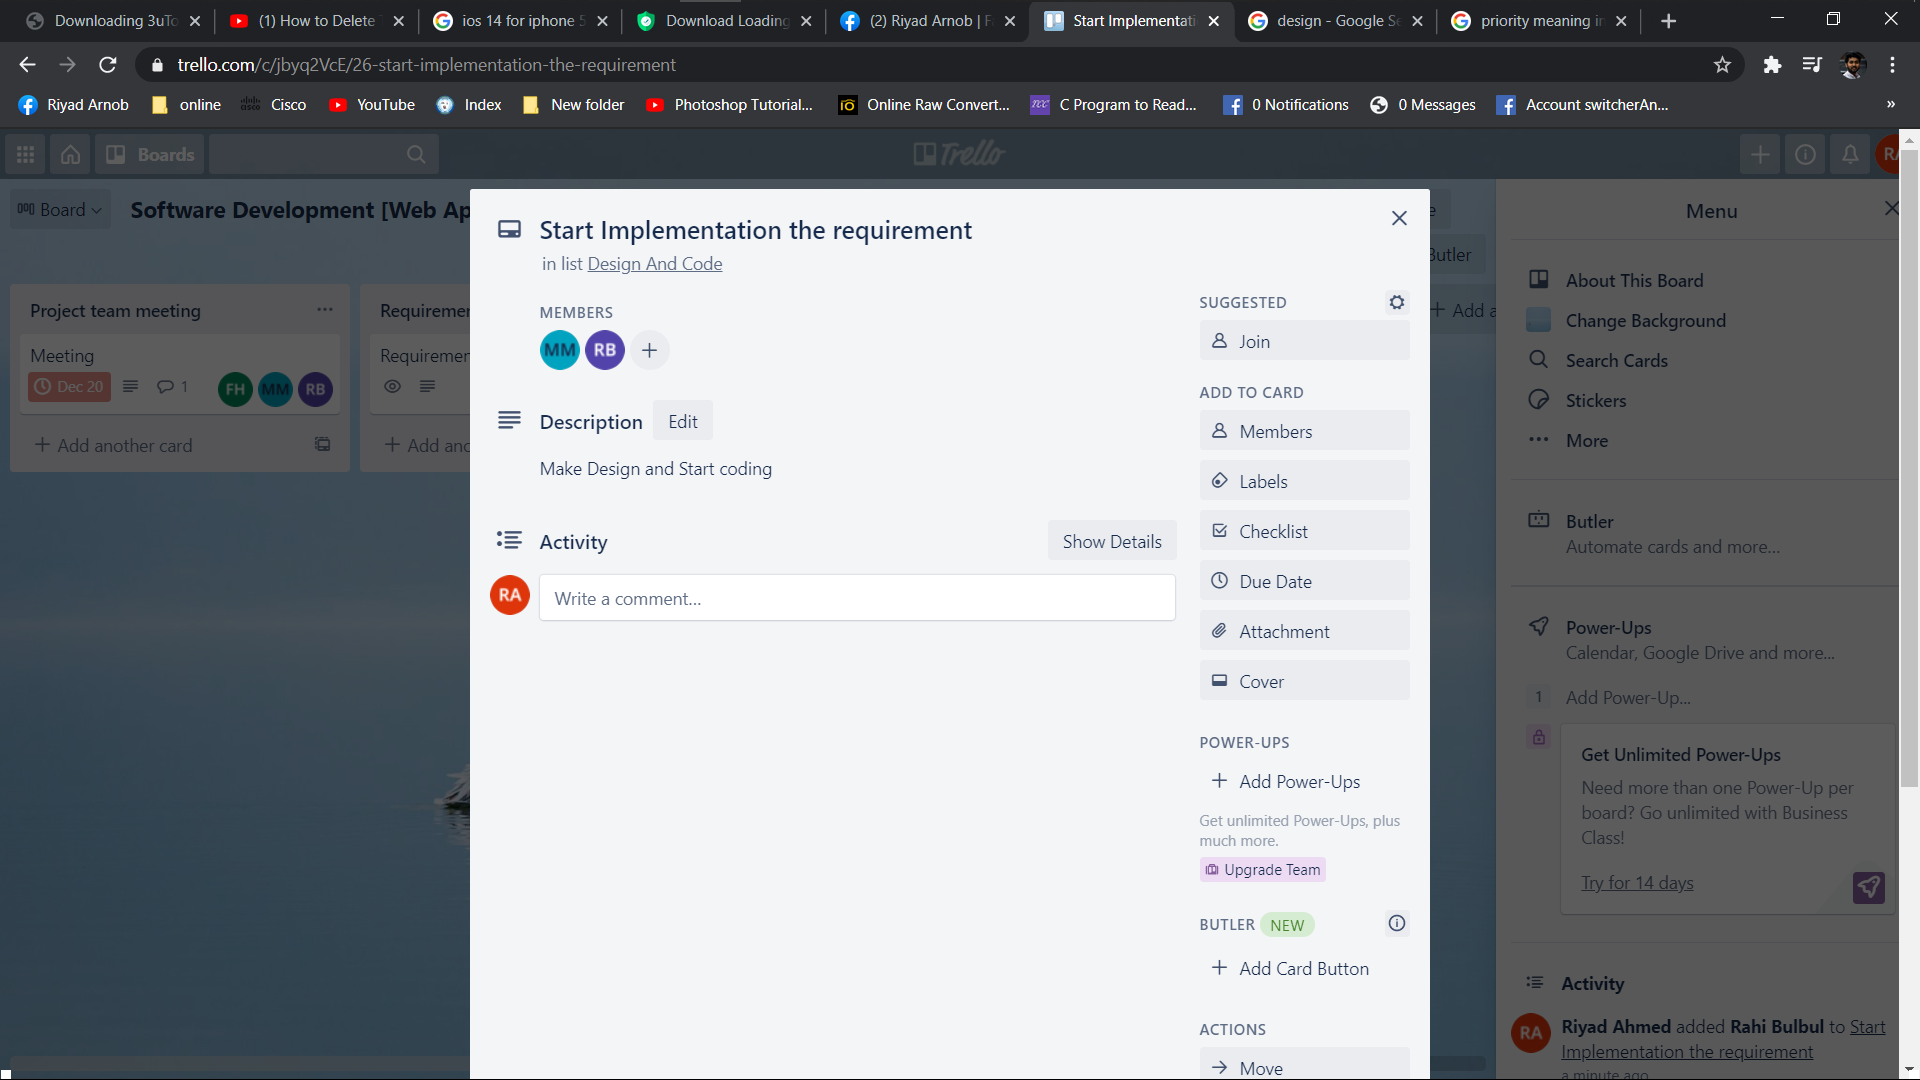 Downloading 3uTo
(1) How to Delete
ios 14 for iphone 5
Download Loading
(2) Riyad Arnob | F
Start Implementati
design - Google Se
priority meaning in
trello.com/c/jbyq2VcE/26-start-implementation-the-requirement
Riyad Arnob
online
Cisco
YouTube
Index
New folder
Photoshop Tutorial...
Online Raw Convert...
C Program to Read...
0 Notifications
0 Messages
Account switcherAn...
Boards
Trello
Board
Software Development [Web Ap
Butler
Project team meeting
Meeting
Dec 20
1
FH
MM
RB
Add another card
Requiremen
Requiremen
Add ano
Add a
Start Implementation the requirement
in list Design And Code
MEMBERS
MM
RB
Description
Edit
Make Design and Start coding
Activity
Show Details
RA
Write a comment...
SUGGESTED
Join
ADD TO CARD
Members
Labels
Checklist
Due Date
Attachment
Cover
POWER-UPS
Add Power-Ups
Get unlimited Power-Ups, plus
much more.
Upgrade Team
BUTLER NEW
Add Card Button
ACTIONS
Move
RA
Menu
About This Board
Change Background
Search Cards
Stickers
More
Butler
Automate cards and more...
Power-Ups
Calendar, Google Drive and more...
1
Add Power-Up...
Get Unlimited Power-Ups
Need more than one Power-Up per
board? Go unlimited with Business
Class!
Try for 14 days
Activity
RA
Riyad Ahmed added Rahi Bulbul to Start
Implementation the requirement
a minute ago